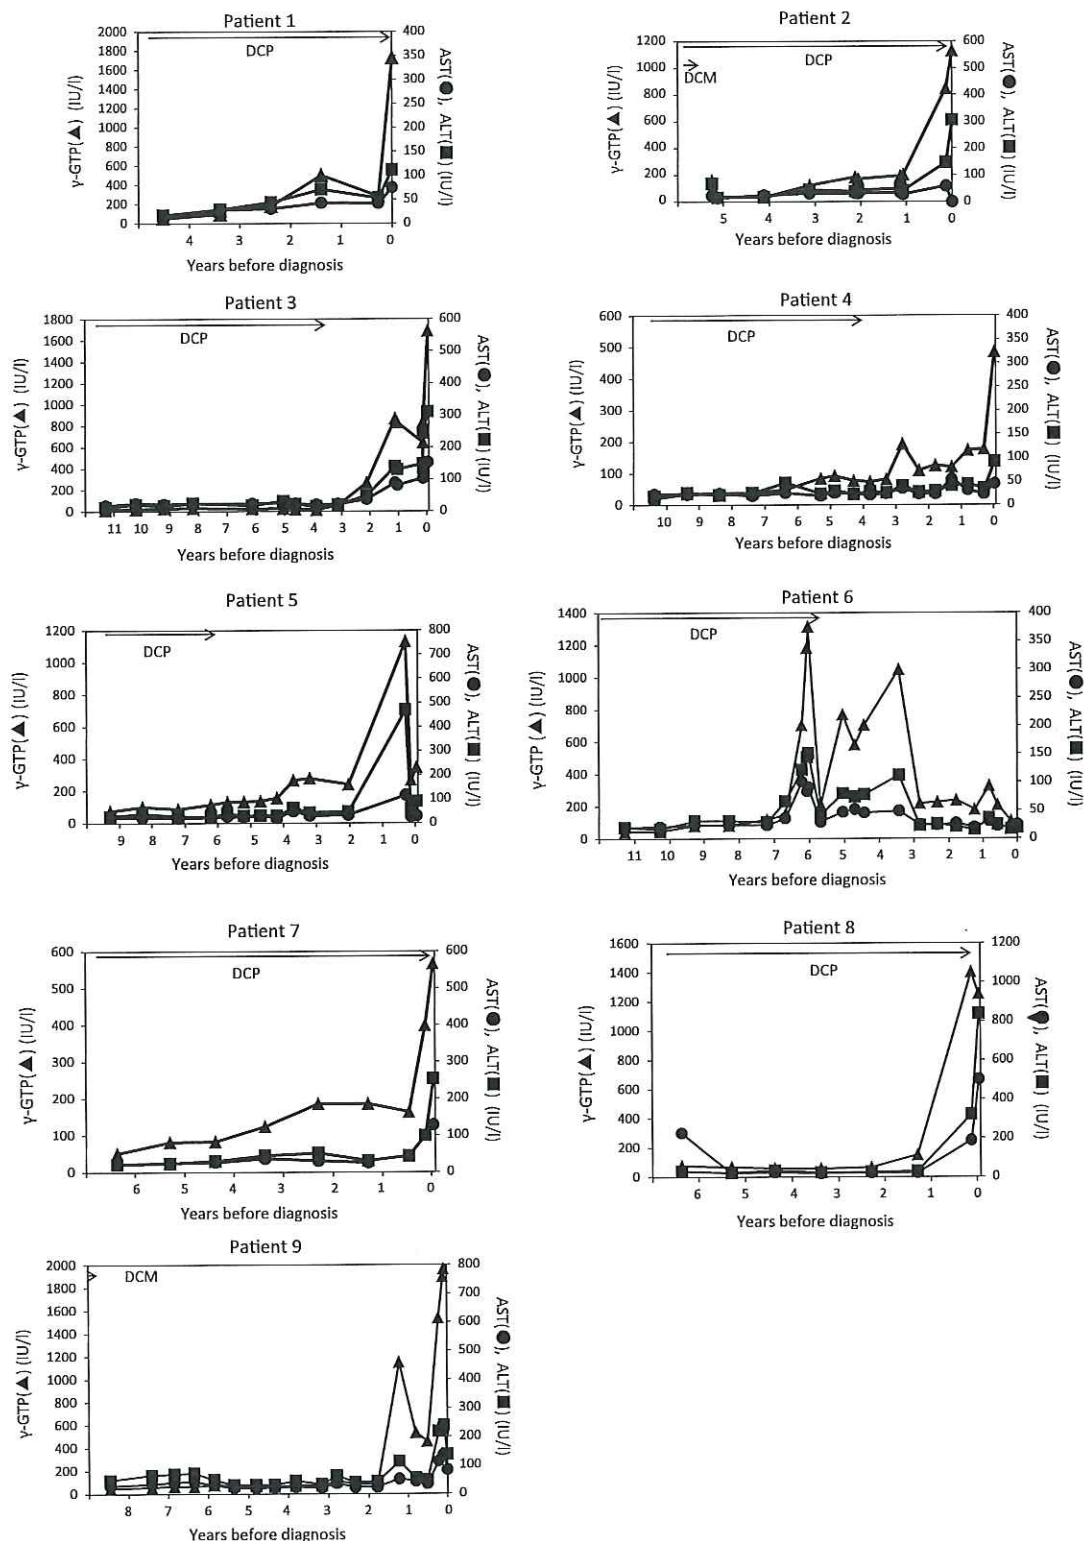 Patient 1
2000
1800
1600
1400
1200
1000
800
600
400
200
0
γ-GTP(▲) (IU/l)
DCP
400
350
300
250
200
150
100
50
0
AST(●), ALT(■) (IU/l)
4 3 2 1 0
Years before diagnosis
Patient 2
1200
1000
800
600
400
200
0
γ-GTP(▲) (IU/l)
DCM
DCP
600
500
400
300
200
100
0
AST(●), ALT(■) (IU/l)
5 4 3 2 1 0
Years before diagnosis
Patient 3
1800
1600
1400
1200
1000
800
600
400
200
0
γ-GTP(▲) (IU/l)
DCP
600
500
400
300
200
100
0
AST(●), ALT(■) (IU/l)
11 10 9 8 7 6 5 4 3 2 1 0
Years before diagnosis
Patient 4
600
500
400
300
200
100
0
γ-GTP(▲) (IU/l)
DCP
400
350
300
250
200
150
100
50
0
AST(●), ALT(■) (IU/l)
10 9 8 7 6 5 4 3 2 1 0
Years before diagnosis
Patient 5
1200
1000
800
600
400
200
0
γ-GTP(▲) (IU/l)
DCP
800
700
600
500
400
300
200
100
0
AST(●), ALT(■) (IU/l)
9 8 7 6 5 4 3 2 1 0
Years before diagnosis
Patient 6
1400
1200
1000
800
600
400
200
0
γ-GTP (▲) (IU/l)
DCP
400
350
300
250
200
150
100
50
0
AST(●), ALT(■) (IU/l)
11 10 9 8 7 6 5 4 3 2 1 0
Years before diagnosis
Patient 7
600
500
400
300
200
100
0
γ-GTP(▲) (IU/l)
DCP
600
500
400
300
200
100
0
AST(●), ALT(■) (IU/l)
6 5 4 3 2 1 0
Years before diagnosis
Patient 8
1600
1400
1200
1000
800
600
400
200
0
γ-GTP(▲) (IU/l)
DCP
1200
1000
800
600
400
200
0
AST(●), ALT(■) (IU/l)
6 5 4 3 2 1 0
Years before diagnosis
Patient 9
2000
1800
1600
1400
1200
1000
800
600
400
200
0
γ-GTP(▲) (IU/l)
DCM
800
700
600
500
400
300
200
100
0
AST(●), ALT(■) (IU/l)
8 7 6 5 4 3 2 1 0
Years before diagnosis